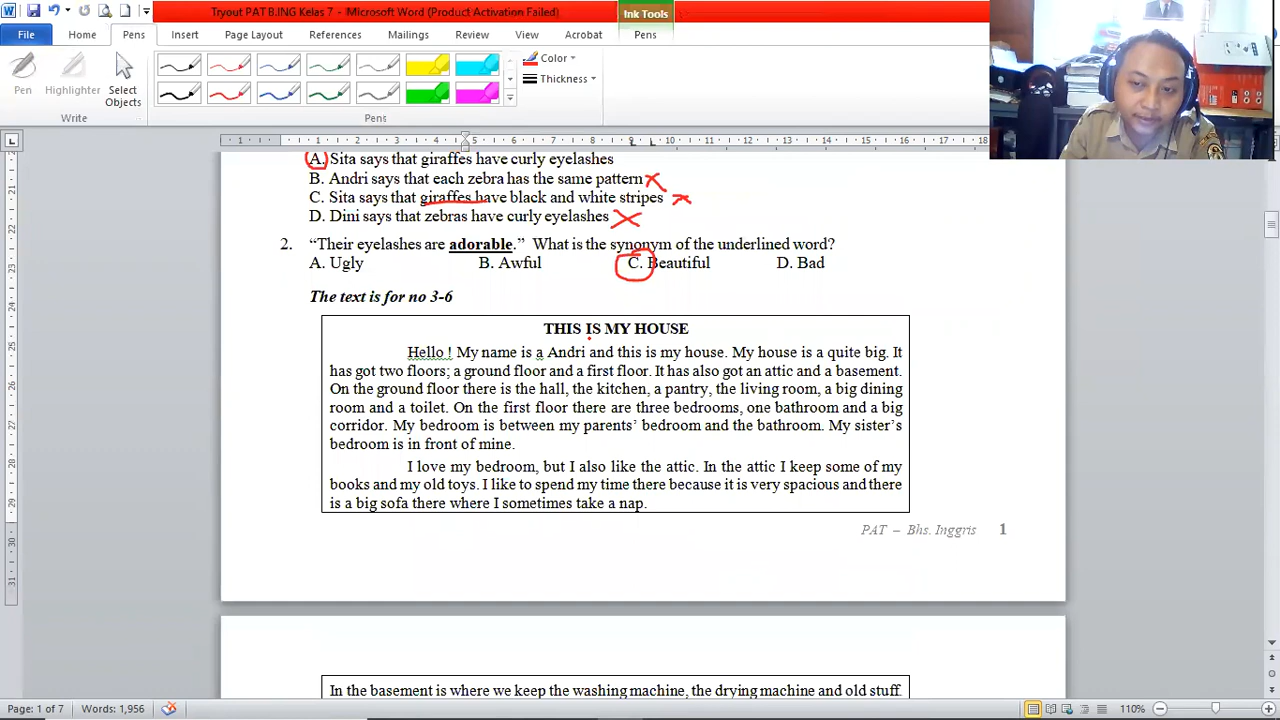 Tryout PAT B.ING Kelas 7 - Microsoft Word (Product Activation Failed)
Ink Tools
File Home Pens Insert Page Layout References Mailings Review View Acrobat Pens
Pen Highlighter Select Objects Color Thickness
Write Pens
A. Sita says that giraffes have curly eyelashes
B. Andri says that each zebra has the same pattern
C. Sita says that giraffes have black and white stripes
D. Dini says that zebras have curly eyelashes
2. “Their eyelashes are adorable.” What is the synonym of the underlined word?
A. Ugly B. Awful C. Beautiful D. Bad
The text is for no 3-6
THIS IS MY HOUSE
Hello ! My name is a Andri and this is my house. My house is a quite big. It
has got two floors; a ground floor and a first floor. It has also got an attic and a basement.
On the ground floor there is the hall, the kitchen, a pantry, the living room, a big dining
room and a toilet. On the first floor there are three bedrooms, one bathroom and a big
corridor. My bedroom is between my parents’ bedroom and the bathroom. My sister’s
bedroom is in front of mine.
I love my bedroom, but I also like the attic. In the attic I keep some of my
books and my old toys. I like to spend my time there because it is very spacious and there
is a big sofa there where I sometimes take a nap.
PAT – Bhs. Inggris 1
In the basement is where we keep the washing machine, the drying machine and old stuff.
Page: 1 of 7 Words: 1,956 110%